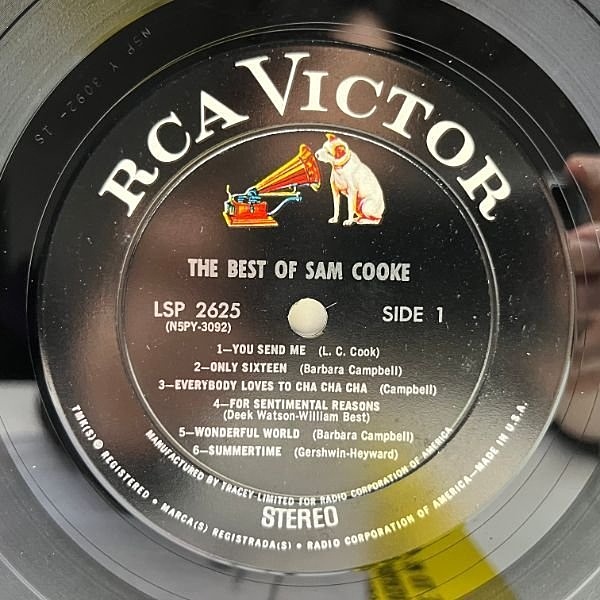 N5P Y 3092-1S
RCA VICTOR
THE BEST OF SAM COOKE
LSP 2625
SIDE 1
(N5PY-3092)
1—YOU SEND ME (L. C. Cook)
2—ONLY SIXTEEN (Barbara Campbell)
3—EVERYBODY LOVES TO CHA CHA CHA (Campbell)
4—FOR SENTIMENTAL REASONS
(Deek Watson-William Best)
5—WONDERFUL WORLD (Barbara Campbell)
6—SUMMERTIME (Gershwin-Heyward)
MANUFACTURED BY TRACEY-LIMITED FOR RADIO CORPORATION OF AMERICA
STEREO
TMK(S) ® REGISTERED • MARCA(S) REGISTRADA(S) • RADIO CORPORATION OF AMERICA—MADE IN U.S.A.